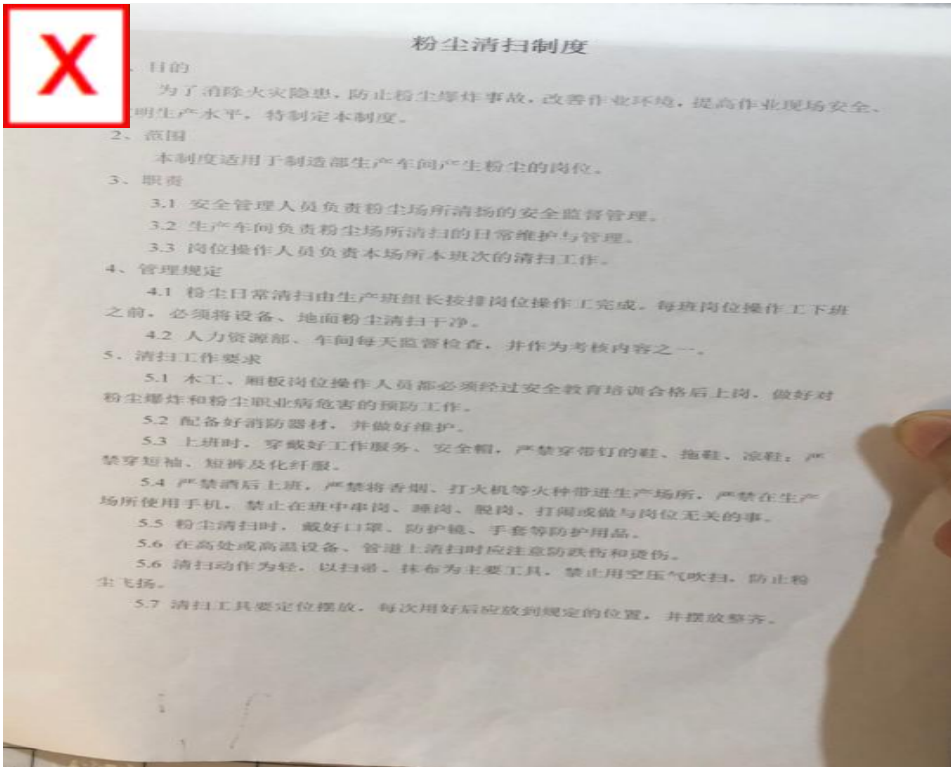 X
粉尘清扫制度
、目的
为了消除火灾隐患，防止粉尘爆炸事故，改善作业环境，提高作业现场安全、
明生产水平，特制定本制度。
2、范围
本制度适用于制造部生产车间产生粉尘的岗位。
3、职责
3.1 安全管理人员负责粉尘场所清扬的安全监督管理。
3.2 生产车间负责粉尘场所清扫的日常维护与管理。
3.3 岗位操作人员负责本场所本班次的清扫工作。
4、管理规定
4.1 粉尘日常清扫由生产班组长按排岗位操作工完成。每班岗位操作工下班
之前，必须将设备、地面粉尘清扫干净。
4.2 人力资源部、车间每天监督检查，并作为考核内容之一。
5、清扫工作要求
5.1 木工、厢板岗位操作人员都必须经过安全教育培训合格后上岗，做好对
粉尘爆炸和粉尘职业病危害的预防工作。
5.2 配备好消防器材，并做好维护。
5.3 上班时，穿戴好工作服务、安全帽，严禁穿带钉的鞋、拖鞋、凉鞋；严
禁穿短袖、短裤及化纤服。
5.4 严禁酒后上班，严禁将香烟、打火机等火种带进生产场所，严禁在生产
场所使用手机，禁止在班中串岗、睡岗、脱岗、打闹或做与岗位无关的事。
5.5 粉尘清扫时，戴好口罩、防护镜、手套等防护用品。
5.6 在高处或高温设备、管道上清扫时应注意防跌伤和烫伤。
5.6 清扫动作为轻，以扫帚、抹布为主要工具，禁止用空压气吹扫，防止粉
尘飞扬。
5.7 清扫工具要定位摆放，每次用好后应放到规定的位置，并摆放整齐。